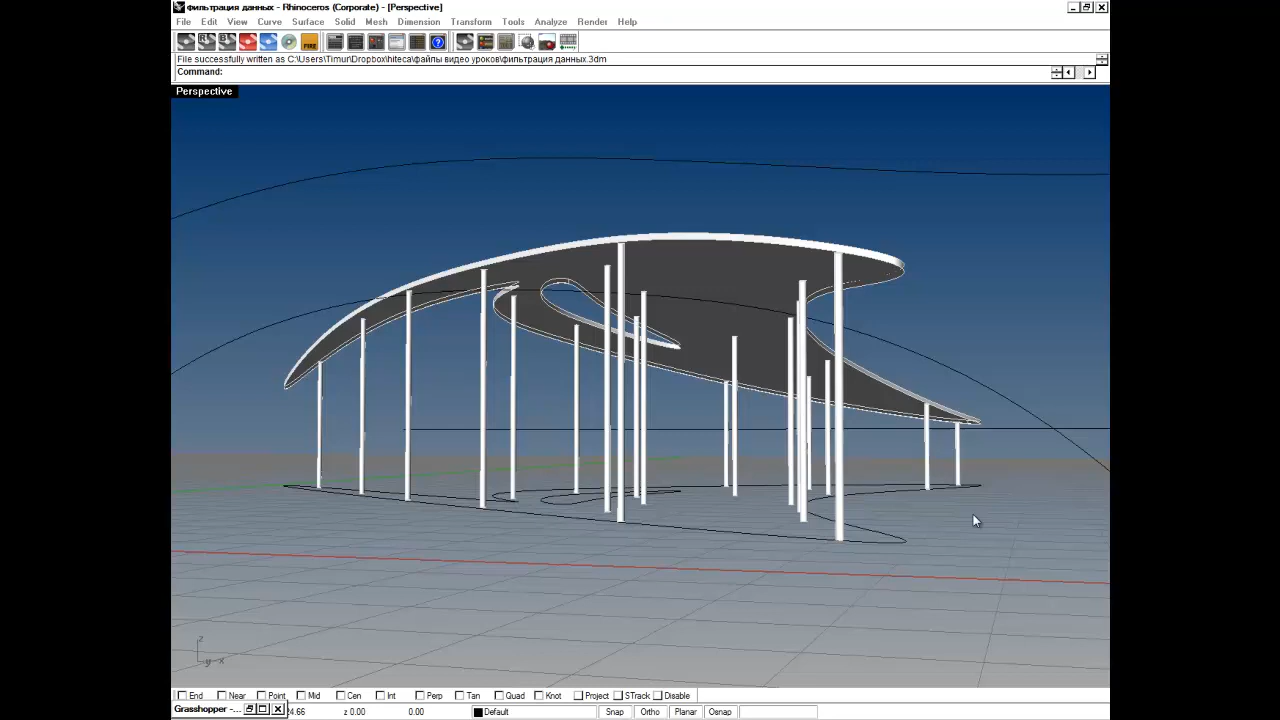 фильтрация данных - Rhinoceros (Corporate) - [Perspective]
File Edit View Curve Surface Solid Mesh Dimension Transform Tools Analyze Render Help
FIRE
File successfully written as C:\Users\Timur\Dropbox\hiteca\файлы видео уроков\фильтрация данных.3dm
Command:
Perspective
z
y x
End Near Point Mid Cen Int Perp Tan Quad Knot Project STrack Disable
Grasshopper -... 24.66 z 0.00 0.00 Default Snap Ortho Planar Osnap